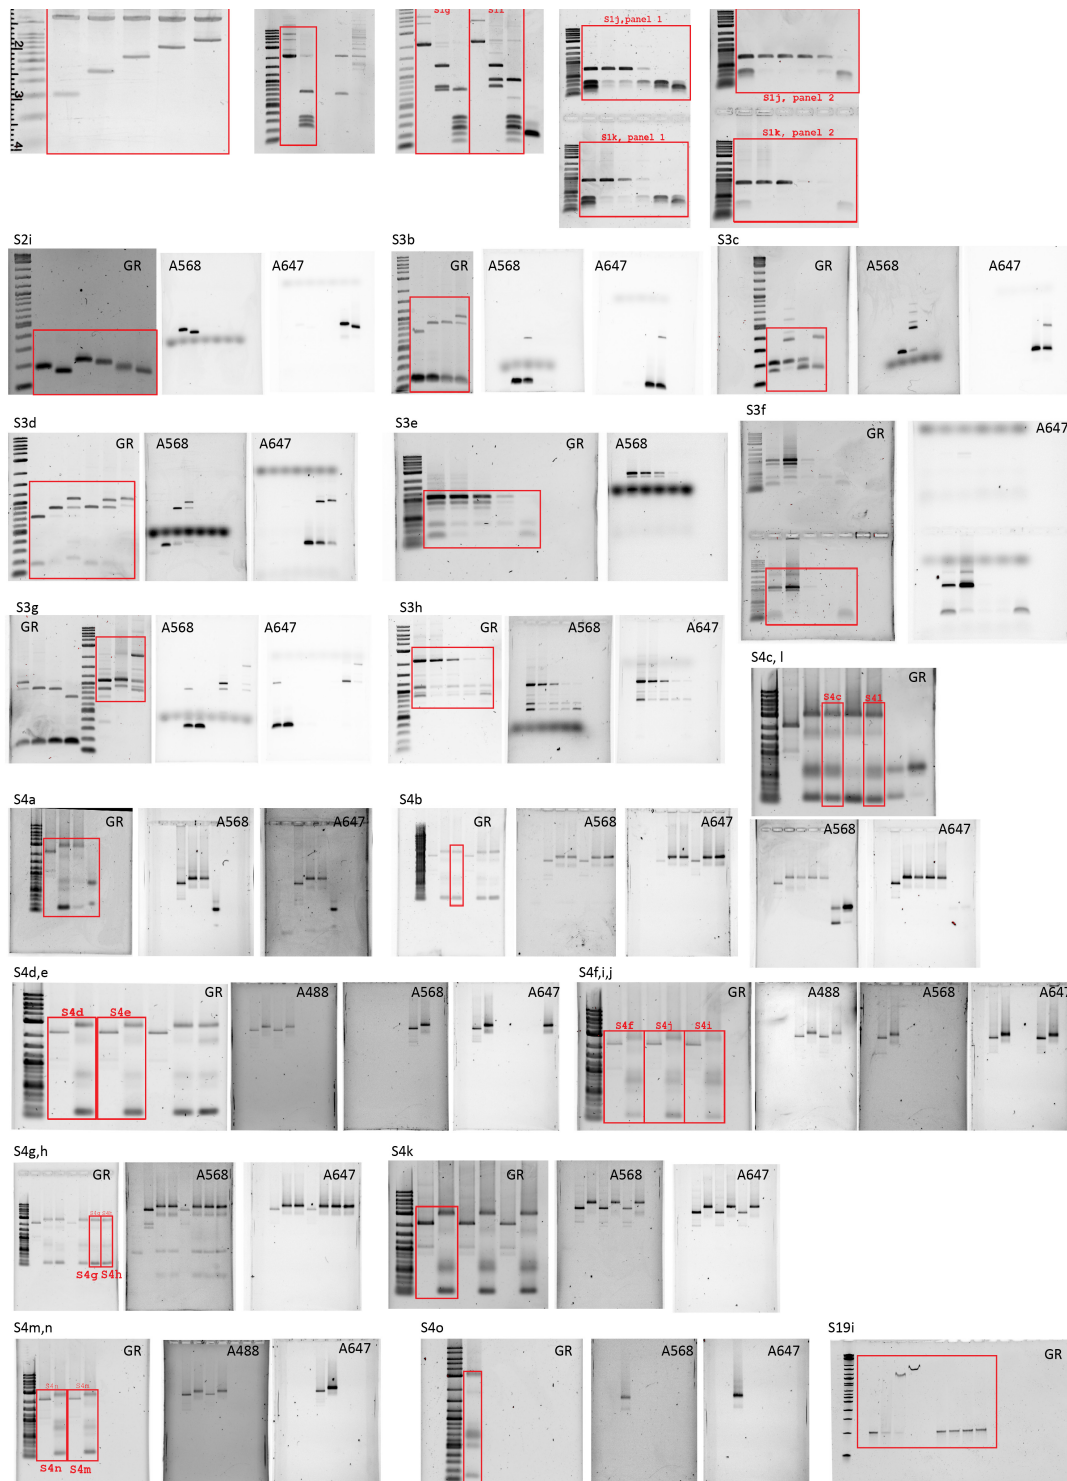 2
3
4
S1g
S1i
S1j,panel 1
S1j, panel 2
S1k, panel 1
S1k, panel 2
S2i
GR
A568
A647
S3b
GR
A568
A647
S3c
GR
A568
A647
S3d
GR
A568
A647
S3e
GR
A568
S3f
GR
A647
S3g
GR
A568
A647
S3h
GR
A568
A647
S4c, l
GR
S4c
S4l
A568
A647
S4a
GR
A568
A647
S4b
GR
A568
A647
S4d,e
GR
S4d
S4e
A488
A568
A647
S4f,i,j
GR
S4f
S4j
S4i
A488
A568
A647
S4g,h
GR
S4g
S4h
S4g
S4h
A568
A647
S4k
GR
A568
A647
S4m,n
GR
S4n
S4m
S4n
S4m
A488
A647
S4o
GR
A568
A647
S19i
GR